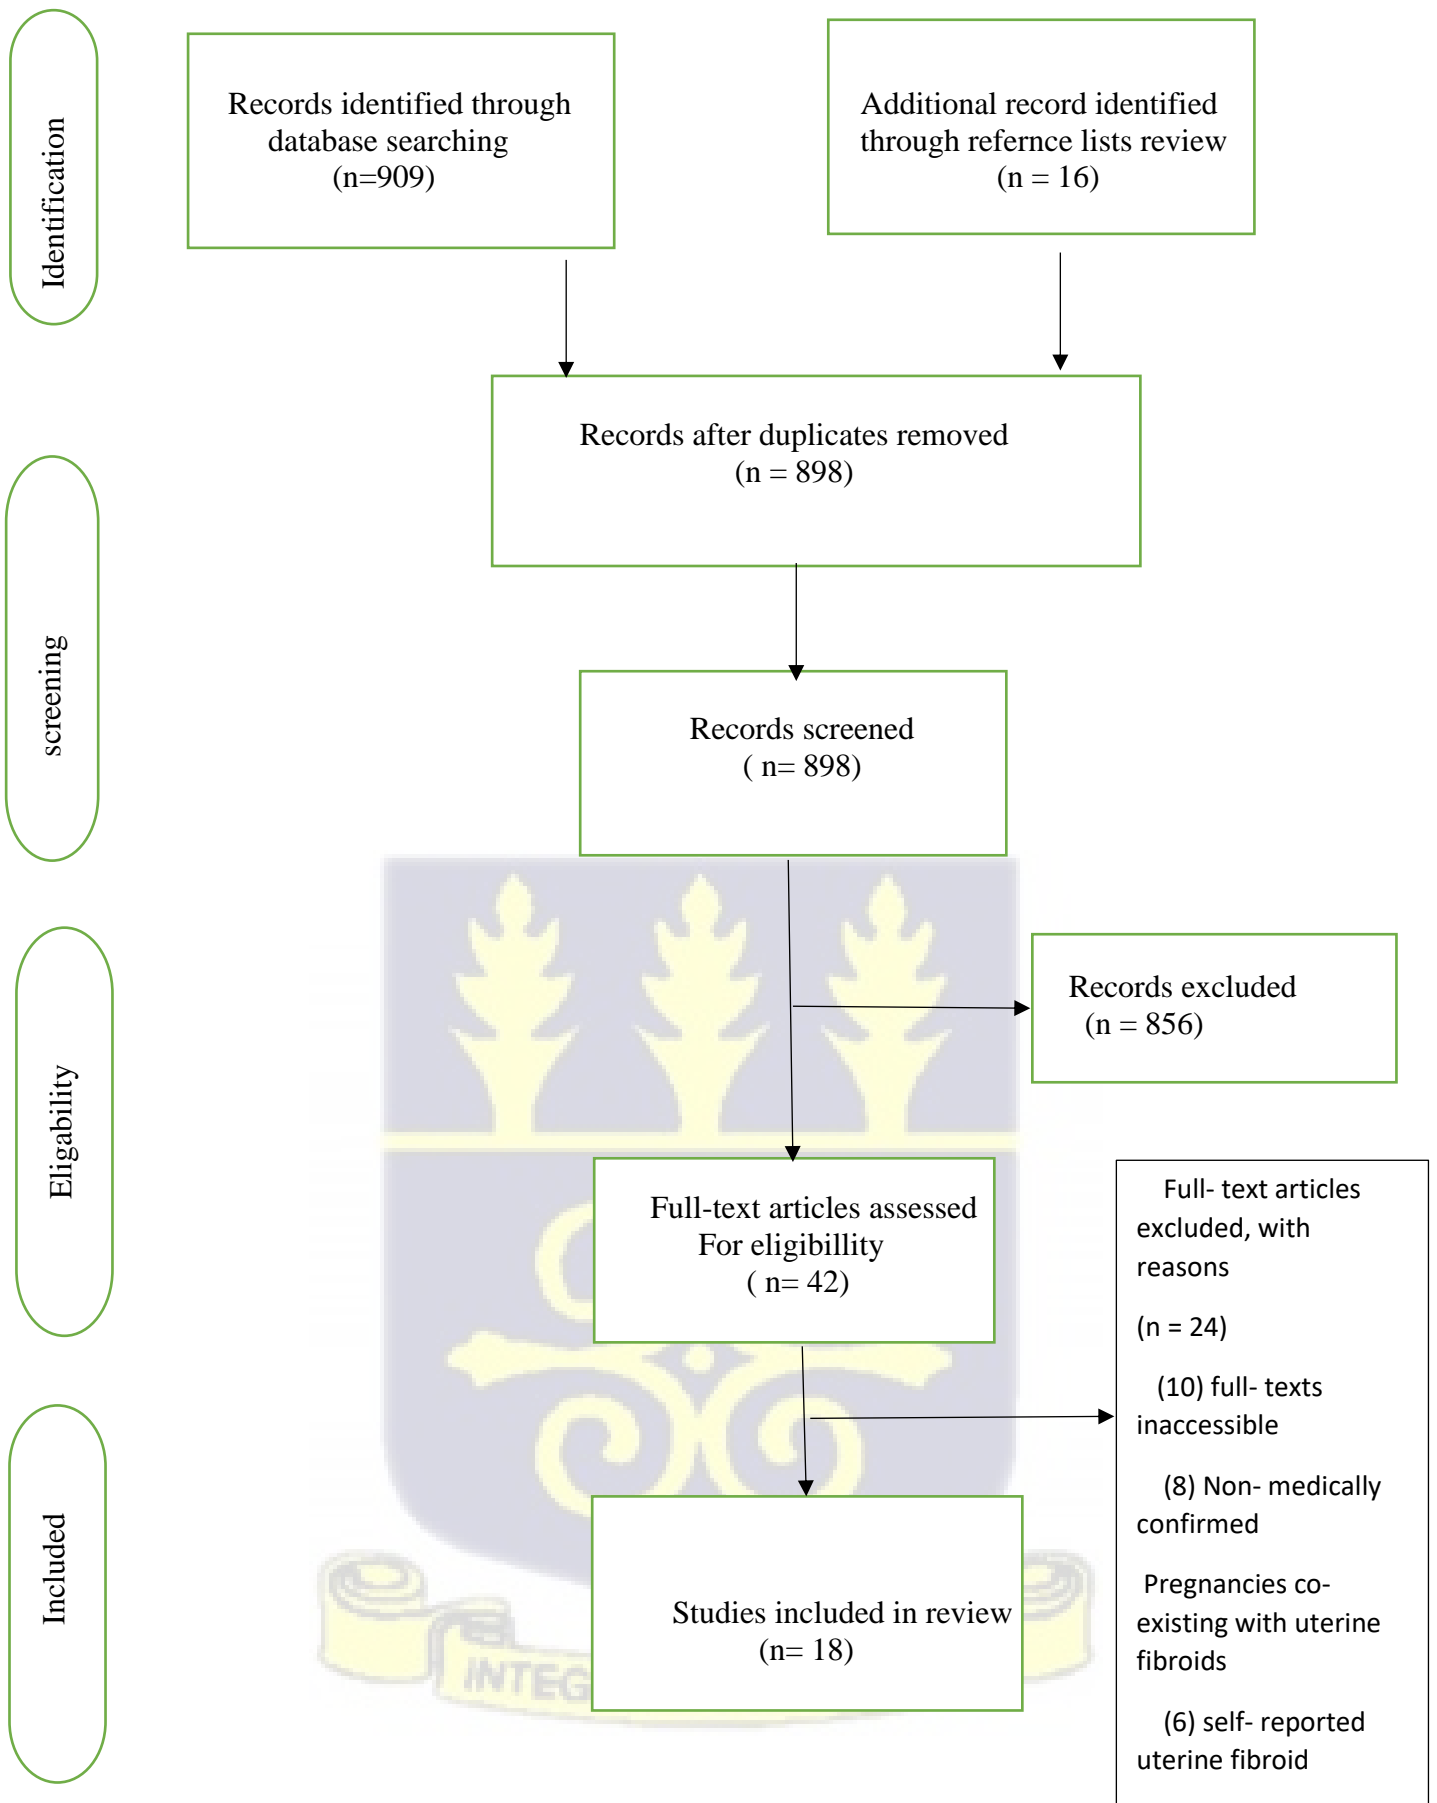 Identification
Records identified through
database searching
(n=909)
Additional record identified
through refernce lists review
(n = 16)
Records after duplicates removed
(n = 898)
screening
Records screened
( n= 898)
Records excluded
(n = 856)
Eligability
Full-text articles assessed
For eligibillity
( n= 42)
Full- text articles
excluded, with
reasons
(n = 24)
(10) full- texts
inaccessible
(8) Non- medically
confirmed
Pregnancies co-
existing with uterine
fibroids
(6) self- reported
uterine fibroid
Included
Studies included in review
(n= 18)
INTEG